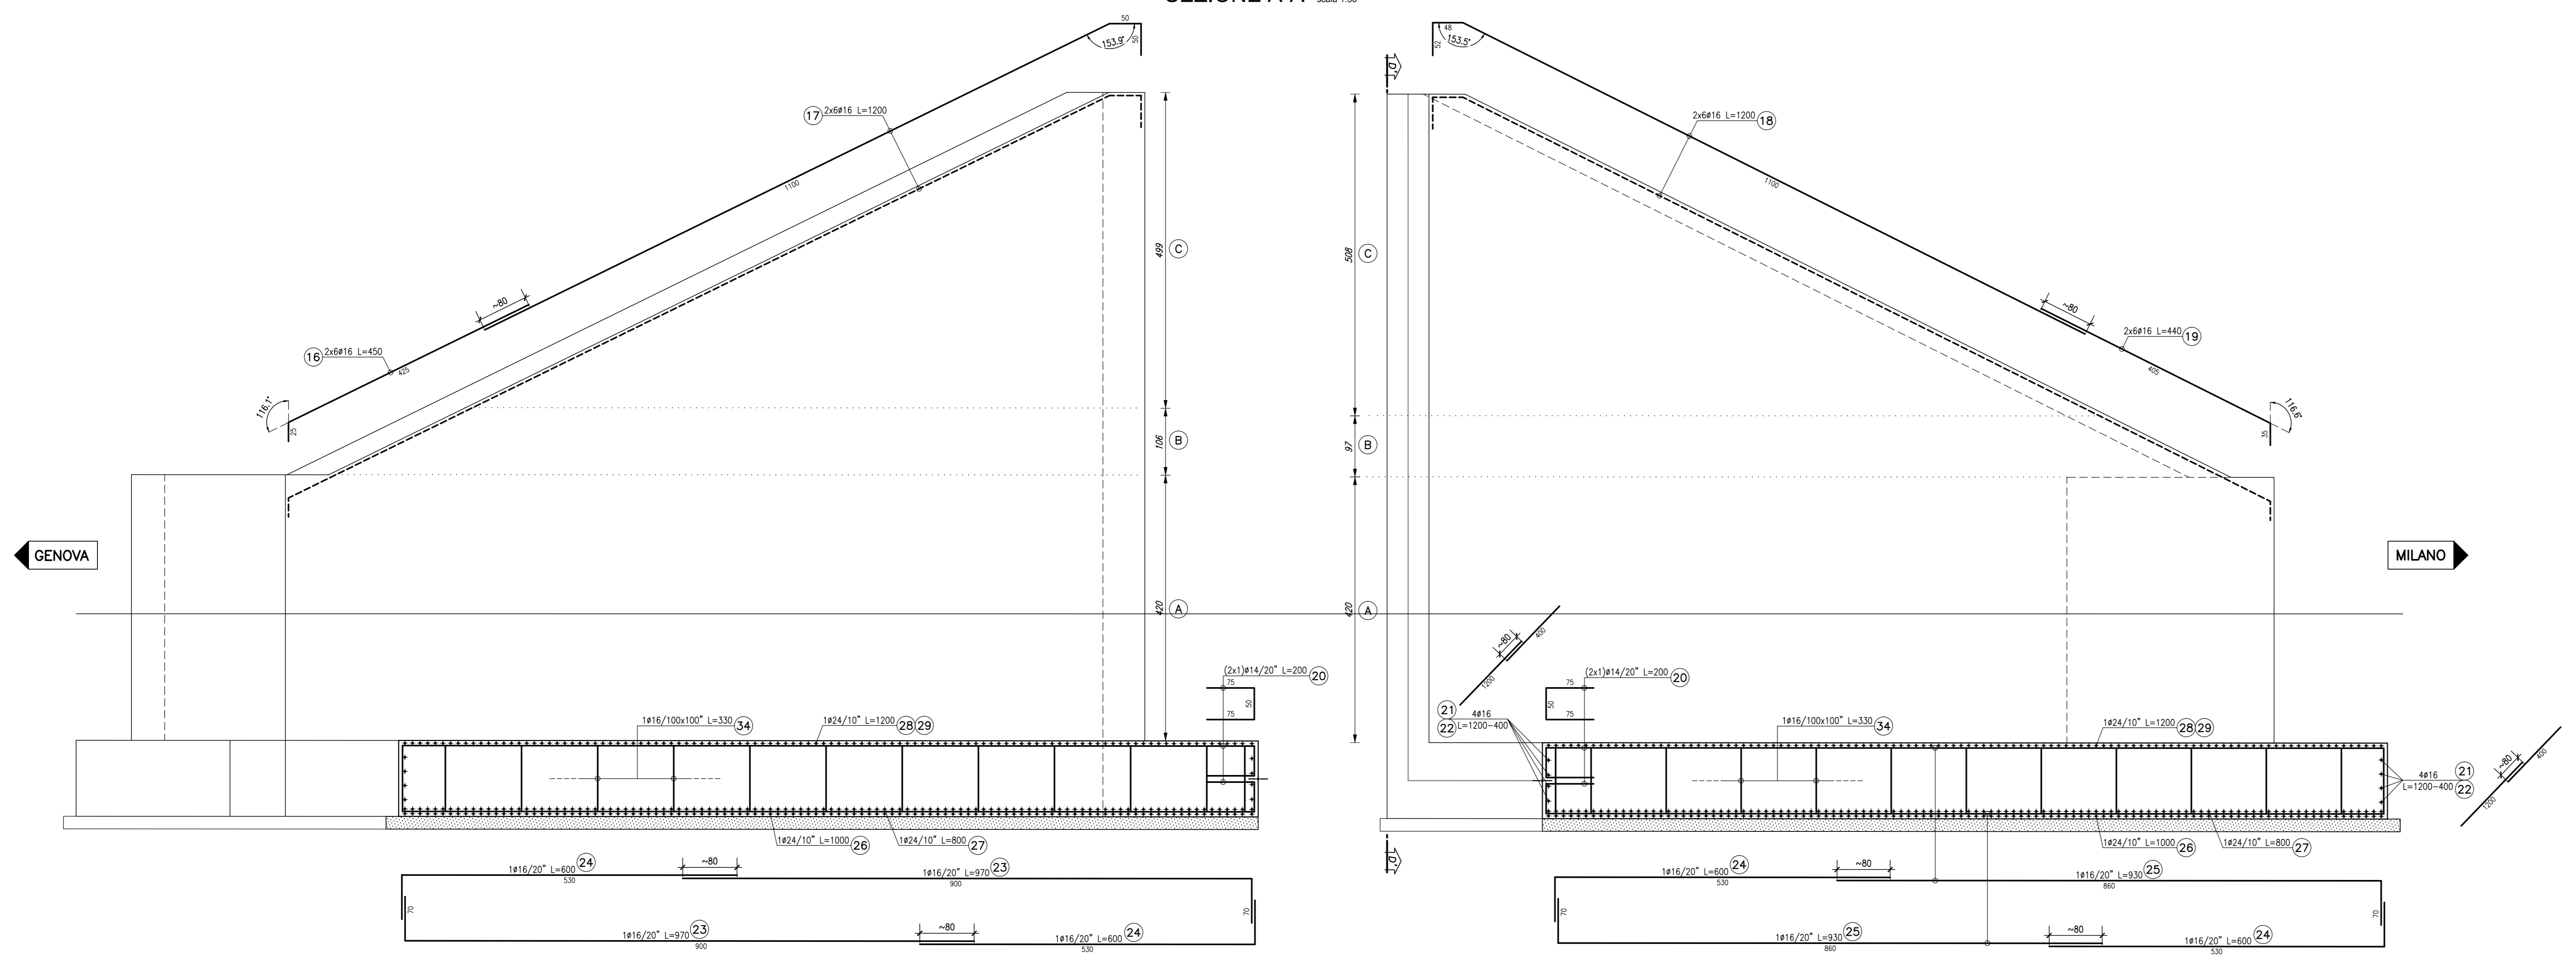 50
153.9°
50
17 2x6ø16 L=1200
1100
~80
16 2x6ø16 L=450
425
116.1°
25
499 C
106 B
420 A
GENOVA
(2x1)ø14/20" L=200 20
75
75
50
1ø16/100x100" L=330 34
1ø24/10" L=1200 28 29
1ø24/10" L=1000 26
1ø24/10" L=800 27
1ø16/20" L=600 24
530
~80
1ø16/20" L=970 23
900
70
70
1ø16/20" L=970 23
900
~80
1ø16/20" L=600 24
530
48
153.5°
52
D'
2x6ø16 L=1200 18
1100
~80
2x6ø16 L=440 19
405
116.6°
35
508 C
97 B
420 A
MILANO
~80
400
1200
(2x1)ø14/20" L=200 20
75
75
50
21 4ø16
22 L=1200-400
1ø16/100x100" L=330 34
1ø24/10" L=1200 28 29
4ø16 21
L=1200-400 22
~80
400
1200
1ø24/10" L=1000 26
1ø24/10" L=800 27
D'
1ø16/20" L=600 24
530
~80
1ø16/20" L=930 25
860
70
70
1ø16/20" L=930 25
860
~80
1ø16/20" L=600 24
530